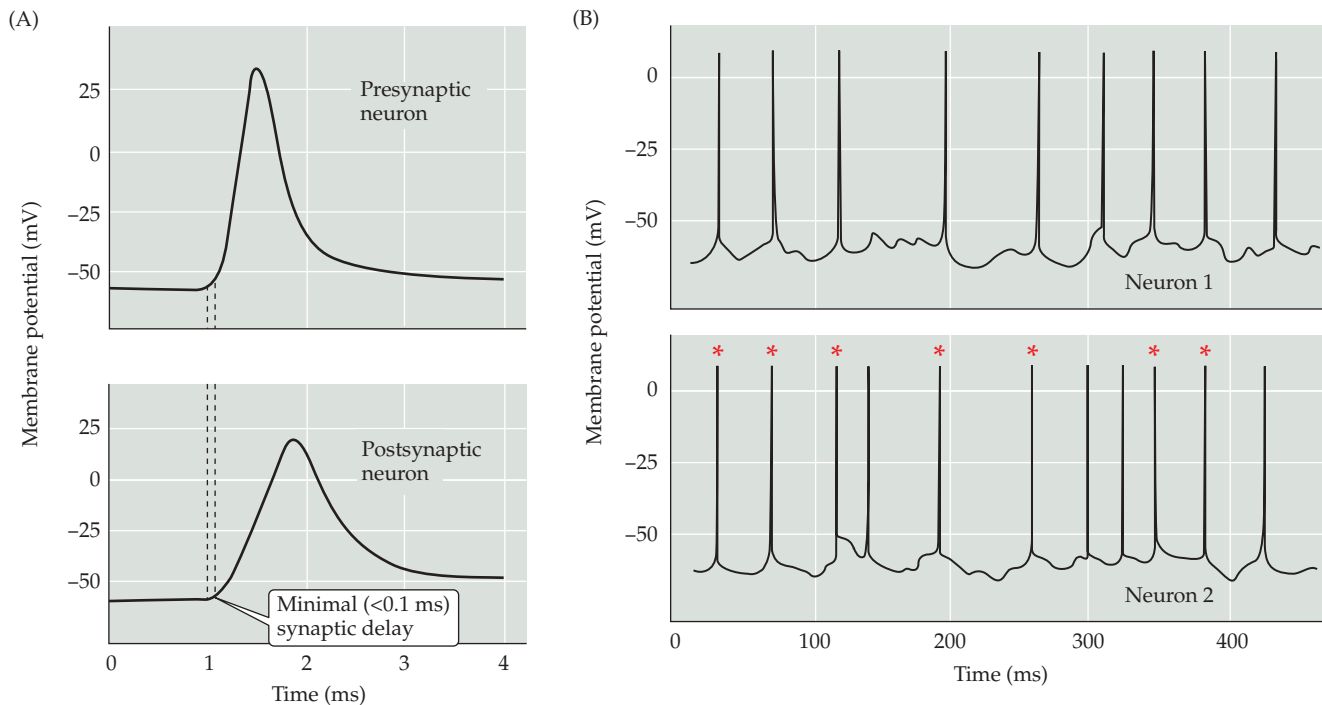 (A)
Membrane potential (mV)
25
0
−25
−50
Presynaptic
neuron
25
0
−25
−50
Postsynaptic
neuron
Minimal (<0.1 ms)
synaptic delay
0 1 2 3 4
Time (ms)
(B)
Membrane potential (mV)
0
−25
−50
Neuron 1
* * * * * * *
0
−25
−50
Neuron 2
0 100 200 300 400
Time (ms)